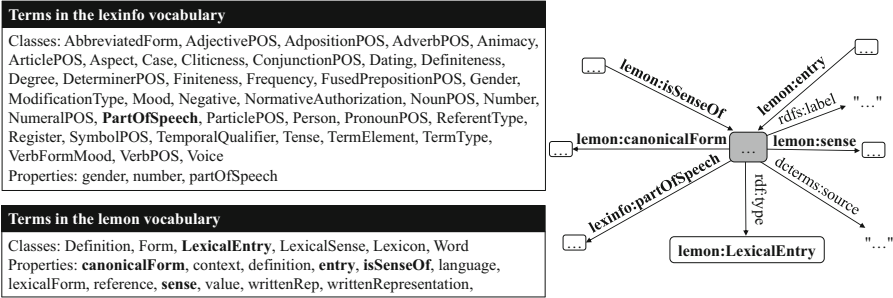 Terms in the lexinfo vocabulary
Classes: AbbreviatedForm, AdjectivePOS, AdpositionPOS, AdverbPOS, Animacy,
ArticlePOS, Aspect, Case, Cliticness, ConjunctionPOS, Dating, Definiteness,
Degree, DeterminerPOS, Finiteness, Frequency, FusedPrepositionPOS, Gender,
ModificationType, Mood, Negative, NormativeAuthorization, NounPOS, Number,
NumeralPOS, PartOfSpeech, ParticlePOS, Person, PronounPOS, ReferentType,
Register, SymbolPOS, TemporalQualifier, Tense, TermElement, TermType,
VerbFormMood, VerbPOS, Voice
Properties: gender, number, partOfSpeech
Terms in the lemon vocabulary
Classes: Definition, Form, LexicalEntry, LexicalSense, Lexicon, Word
Properties: canonicalForm, context, definition, entry, isSenseOf, language,
lexicalForm, reference, sense, value, writtenRep, writtenRepresentation,
...
lemon:isSenseOf
...
lemon:entry
rdfs:label
"..."
...
lemon:canonicalForm
...
lemon:sense
...
lexinfo:partOfSpeech
...
rdf:type
dcterms:source
"..."
lemon:LexicalEntry